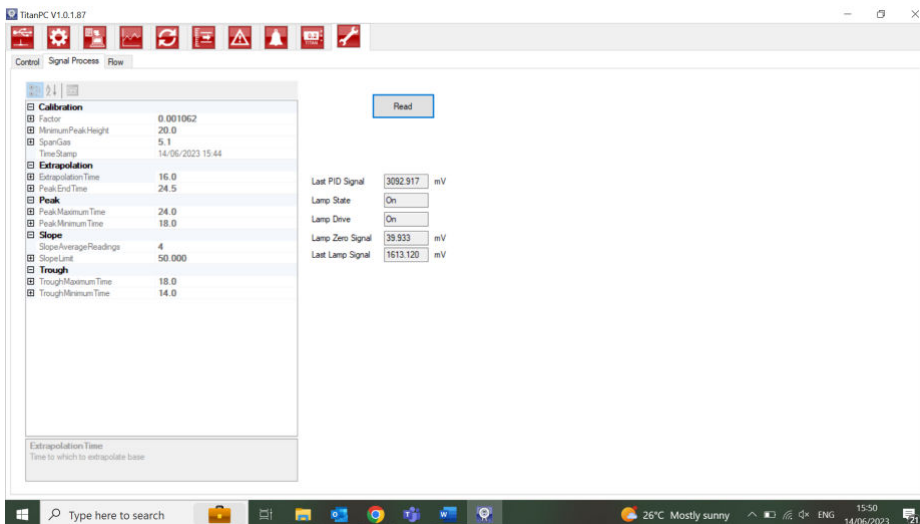 TitanPC V1.0.1.87
Control Signal Process Flow
Calibration
Factor 0.001062
MinimumPeakHeight 20.0
SpanGas 5.1
TimeStamp 14/06/2023 15:44
Extrapolation
ExtrapolationTime 16.0
PeakEndTime 24.5
Peak
PeakMaximumTime 24.0
PeakMinimumTime 18.0
Slope
SlopeAverageReadings 4
SlopeLimit 50.000
Trough
TroughMaximumTime 18.0
TroughMinimumTime 14.0
ExtrapolationTime
Time to which to extrapolate base
Read
Last PID Signal 3092.917 mV
Lamp State On
Lamp Drive On
Lamp Zero Signal 39.933 mV
Last Lamp Signal 1613.120 mV
Type here to search
26°C Mostly sunny
ENG
15:50
14/06/2023
21